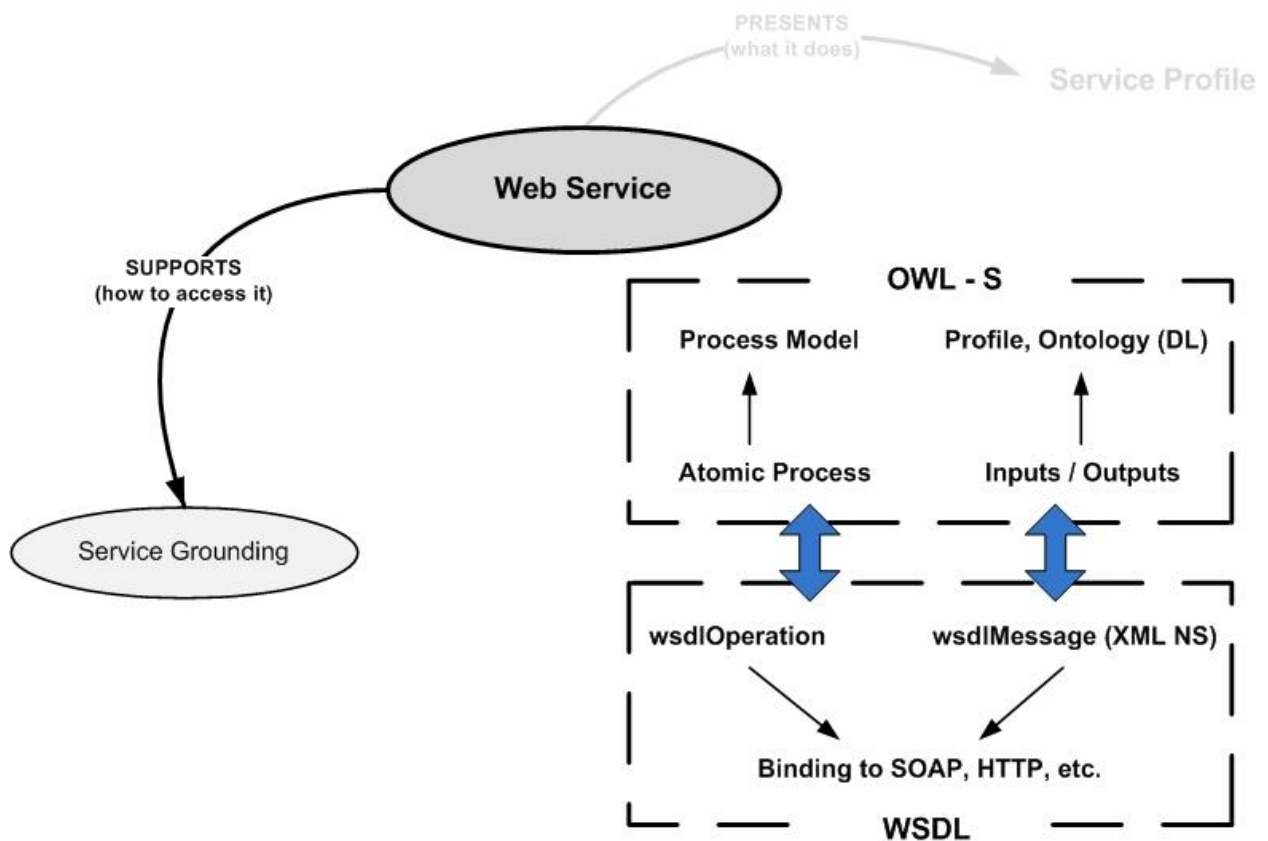 PRESENTS
(what it does)
Service Profile
Web Service
SUPPORTS
(how to access it)
Service Grounding
OWL - S
Process Model
Profile, Ontology (DL)
Atomic Process
Inputs / Outputs
wsdlOperation
wsdlMessage (XML NS)
Binding to SOAP, HTTP, etc.
WSDL